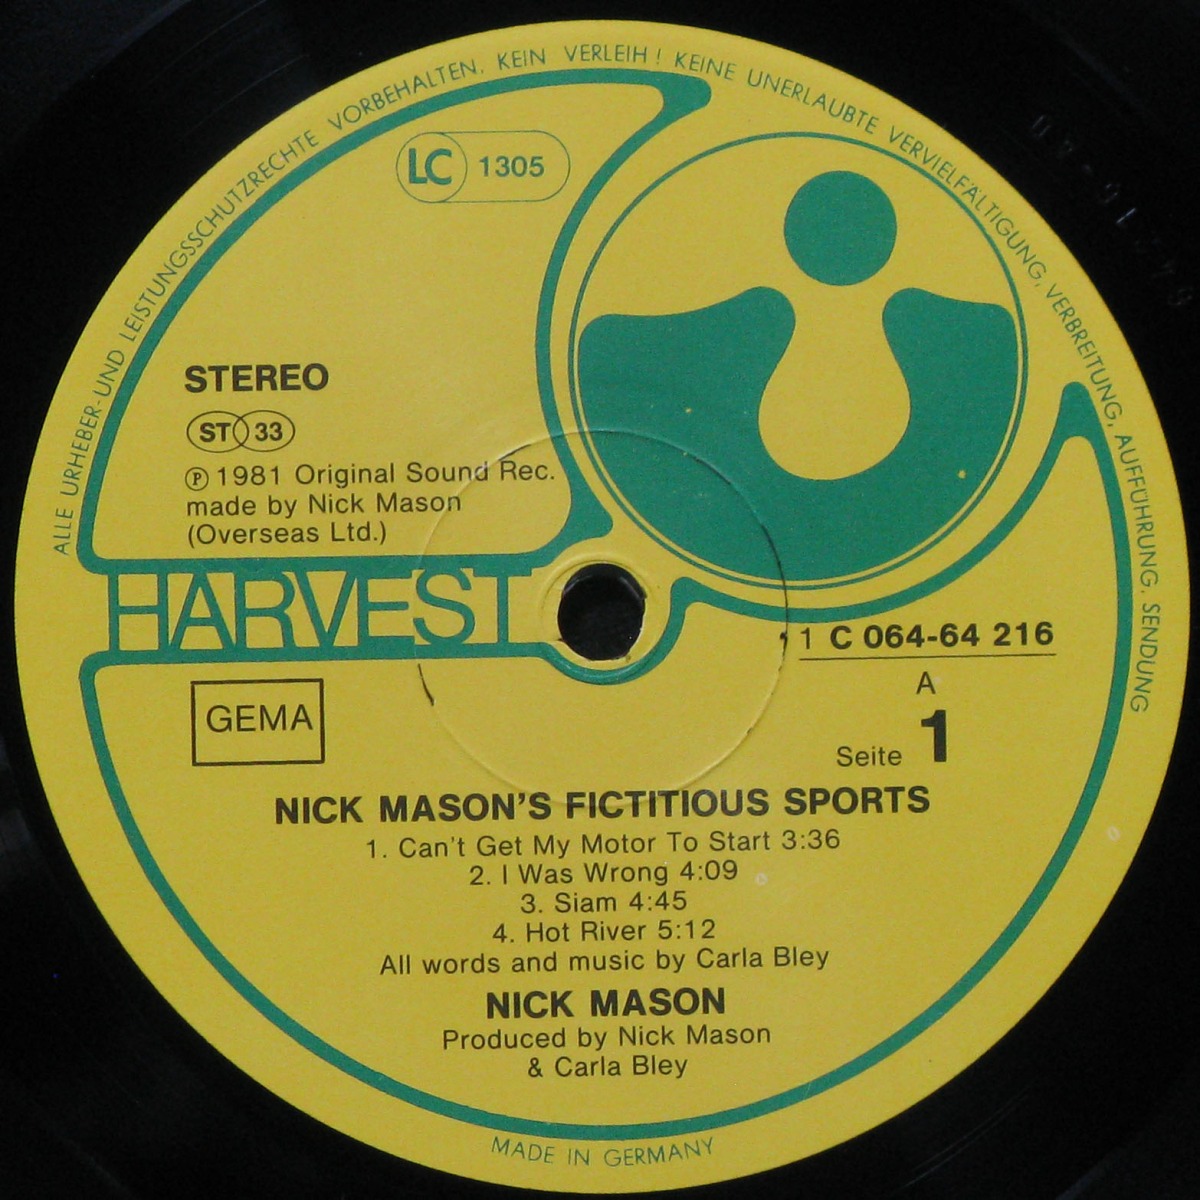 ALLE URHEBER-UND LEISTUNGSSCHUTZRECHTE VORBEHALTEN. KEIN VERLEIH! KEINE UNERLAUBTE VERVIELFÄLTIGUNG, VERBREITUNG, AUFFÜHRUNG, SENDUNG
LC 1305
STEREO
ST 33
℗ 1981 Original Sound Rec.
made by Nick Mason
(Overseas Ltd.)
HARVEST
1 C 064-64 216
A
Seite 1
GEMA
NICK MASON'S FICTITIOUS SPORTS
1. Can't Get My Motor To Start 3:36
2. I Was Wrong 4:09
3. Siam 4:45
4. Hot River 5:12
All words and music by Carla Bley
NICK MASON
Produced by Nick Mason
& Carla Bley
MADE IN GERMANY